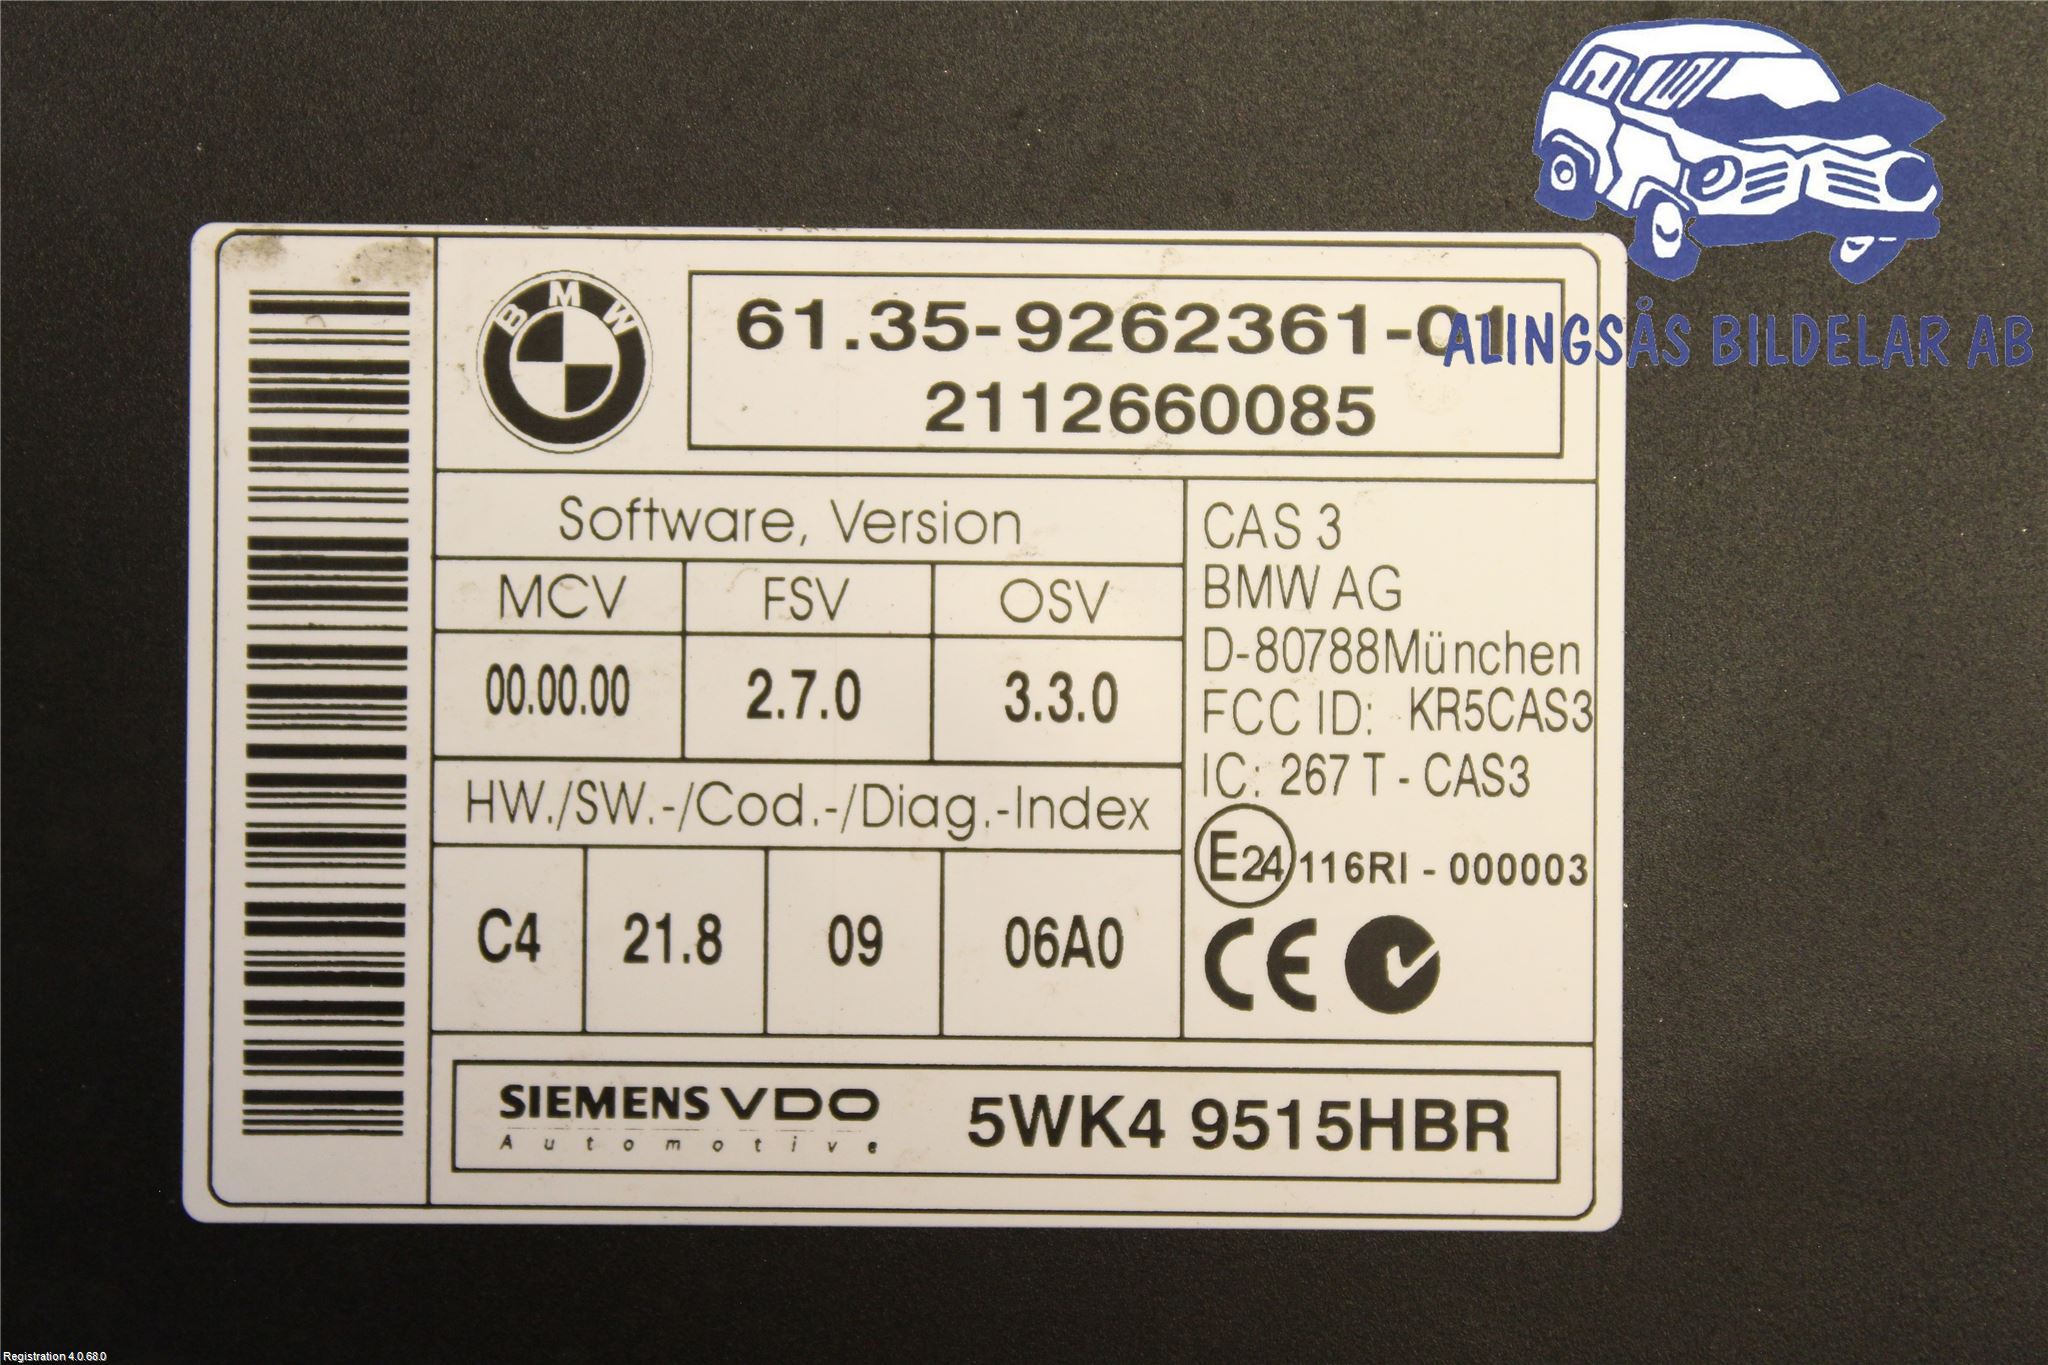 BMW
61.35-9262361-01
ALINGSÅS BILDELAR AB
2112660085
Software, Version
MCV FSV OSV
00.00.00 2.7.0 3.3.0
HW./SW.-/Cod.-/Diag.-Index
C4 21.8 09 06A0
CAS 3
BMW AG
D-80788München
FCC ID: KR5CAS3
IC: 267 T - CAS3
E24 116RI - 000003
CE
SIEMENS VDO
Automotive
5WK4 9515HBR
Registration 4.0.68.0